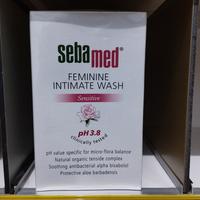 sebamed®
FEMININE
INTIMATE WASH
Sensitive
pH 3.8
clinically tested
pH value specific for micro-flora balance
Natural organic tenside complex
Soothing antibacterial alpha bisabolol
Protective aloe barbadensis